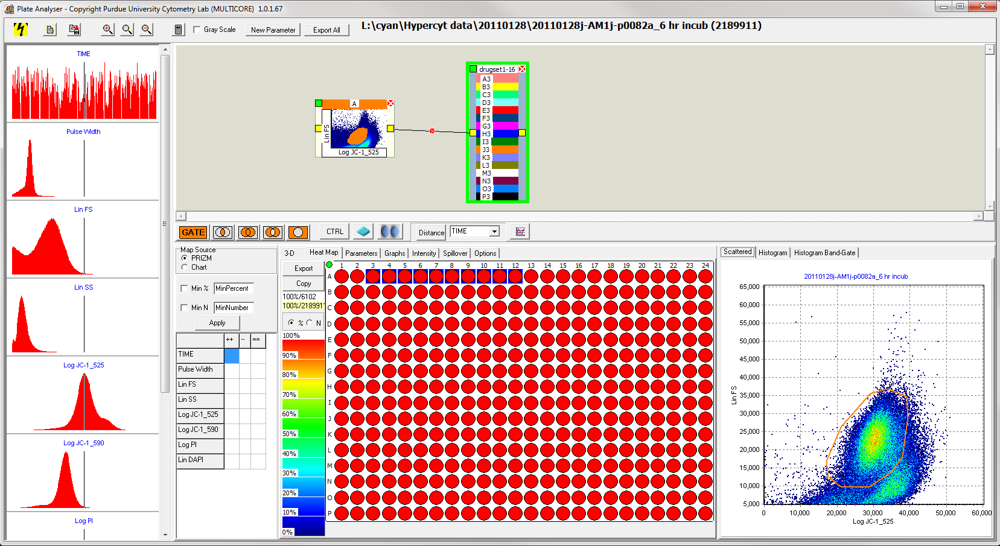 Plate Analyser - Copyright Purdue University Cytometry Lab (MULTICORE} 1.0.1.67
Gray Scale
New Parameter
Export All
L:\cyan\Hypercyt data\20110128\20110128j-AM1j-p0082a_6 hr incub (2189911)
TIME
Pulse Width
Lin FS
Lin SS
Log JC-1_525
Log JC-1_590
Log PI
A
Lin FS
Log JC-1_525
drugset1-16
A3
B3
C3
D3
E3
F3
G3
H3
I3
J3
K3
L3
M3
N3
O3
P3
GATE
CTRL
Distance
TIME
Map Source
PRIZM
Chart
Min %
MinPercent
Min N
MinNumber
Apply
++ -- ==
TIME
Pulse Width
Lin FS
Lin SS
Log JC-1_525
Log JC-1_590
Log PI
Lin DAPI
3-D Heat Map Parameters Graphs Intensity Spillover Options
Export
Copy
100%/6102
100%/2189911
% N
100%
90%
80%
70%
60%
50%
40%
30%
20%
10%
0%
1 2 3 4 5 6 7 8 9 10 11 12 13 14 15 16 17 18 19 20 21 22 23 24
A
B
C
D
E
F
G
H
I
J
K
L
M
N
O
P
Scattered Histogram Histogram Band-Gate
20110128j-AM1j-p0082a_6 hr incub
65,000
60,000
55,000
50,000
45,000
40,000
35,000
30,000
25,000
20,000
15,000
10,000
5,000
Lin FS
0 10,000 20,000 30,000 40,000 50,000 60,000
Log JC-1_525